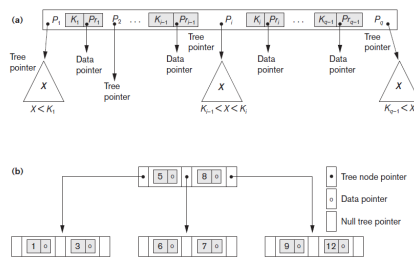 (a)
P1 K1 Pr1 P2 . . . Ki–1 Pri–1 Pi Ki Pri . . . Kq–1 Prq–1 Pq
Tree pointer
Data pointer
Tree pointer
Data pointer
Tree pointer
Data pointer
Data pointer
Tree pointer
X
X
X
X < K1
Ki–1 < X < Ki
Kq–1 < X
(b)
5 8
1 3
6 7
9 12
Tree node pointer
Data pointer
Null tree pointer